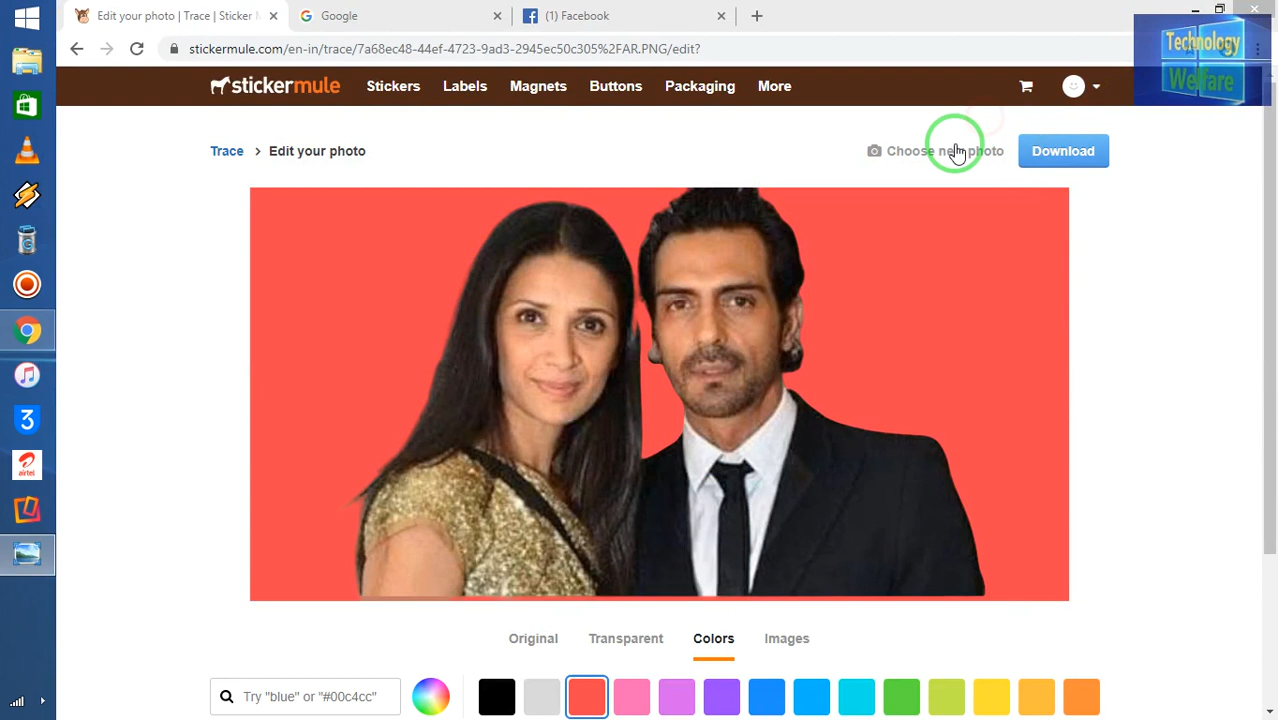 Edit your photo | Trace | Sticker M
Google
(1) Facebook
stickermule.com/en-in/trace/7a68ec48-44ef-4723-9ad3-2945ec50c305%2FAR.PNG/edit?
Technology
Welfare
stickermule
Stickers
Labels
Magnets
Buttons
Packaging
More
Trace > Edit your photo
Choose new photo
Download
3
airtel
Original
Transparent
Colors
Images
Try "blue" or "#00c4cc"